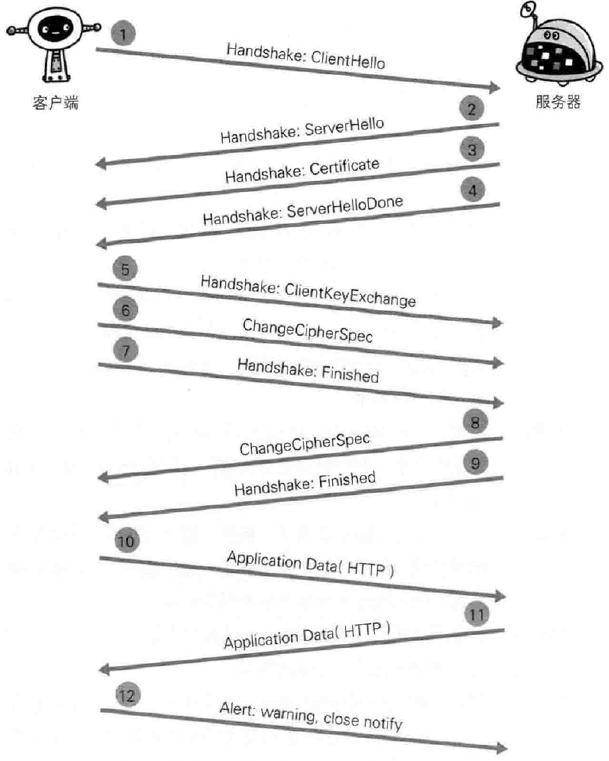 1
Handshake: ClientHello
客户端
服务器
2
Handshake: ServerHello
3
Handshake: Certificate
4
Handshake: ServerHelloDone
5
Handshake: ClientKeyExchange
6
ChangeCipherSpec
7
Handshake: Finished
8
ChangeCipherSpec
9
Handshake: Finished
10
Application Data( HTTP )
11
Application Data( HTTP )
12
Alert: warning, close notify